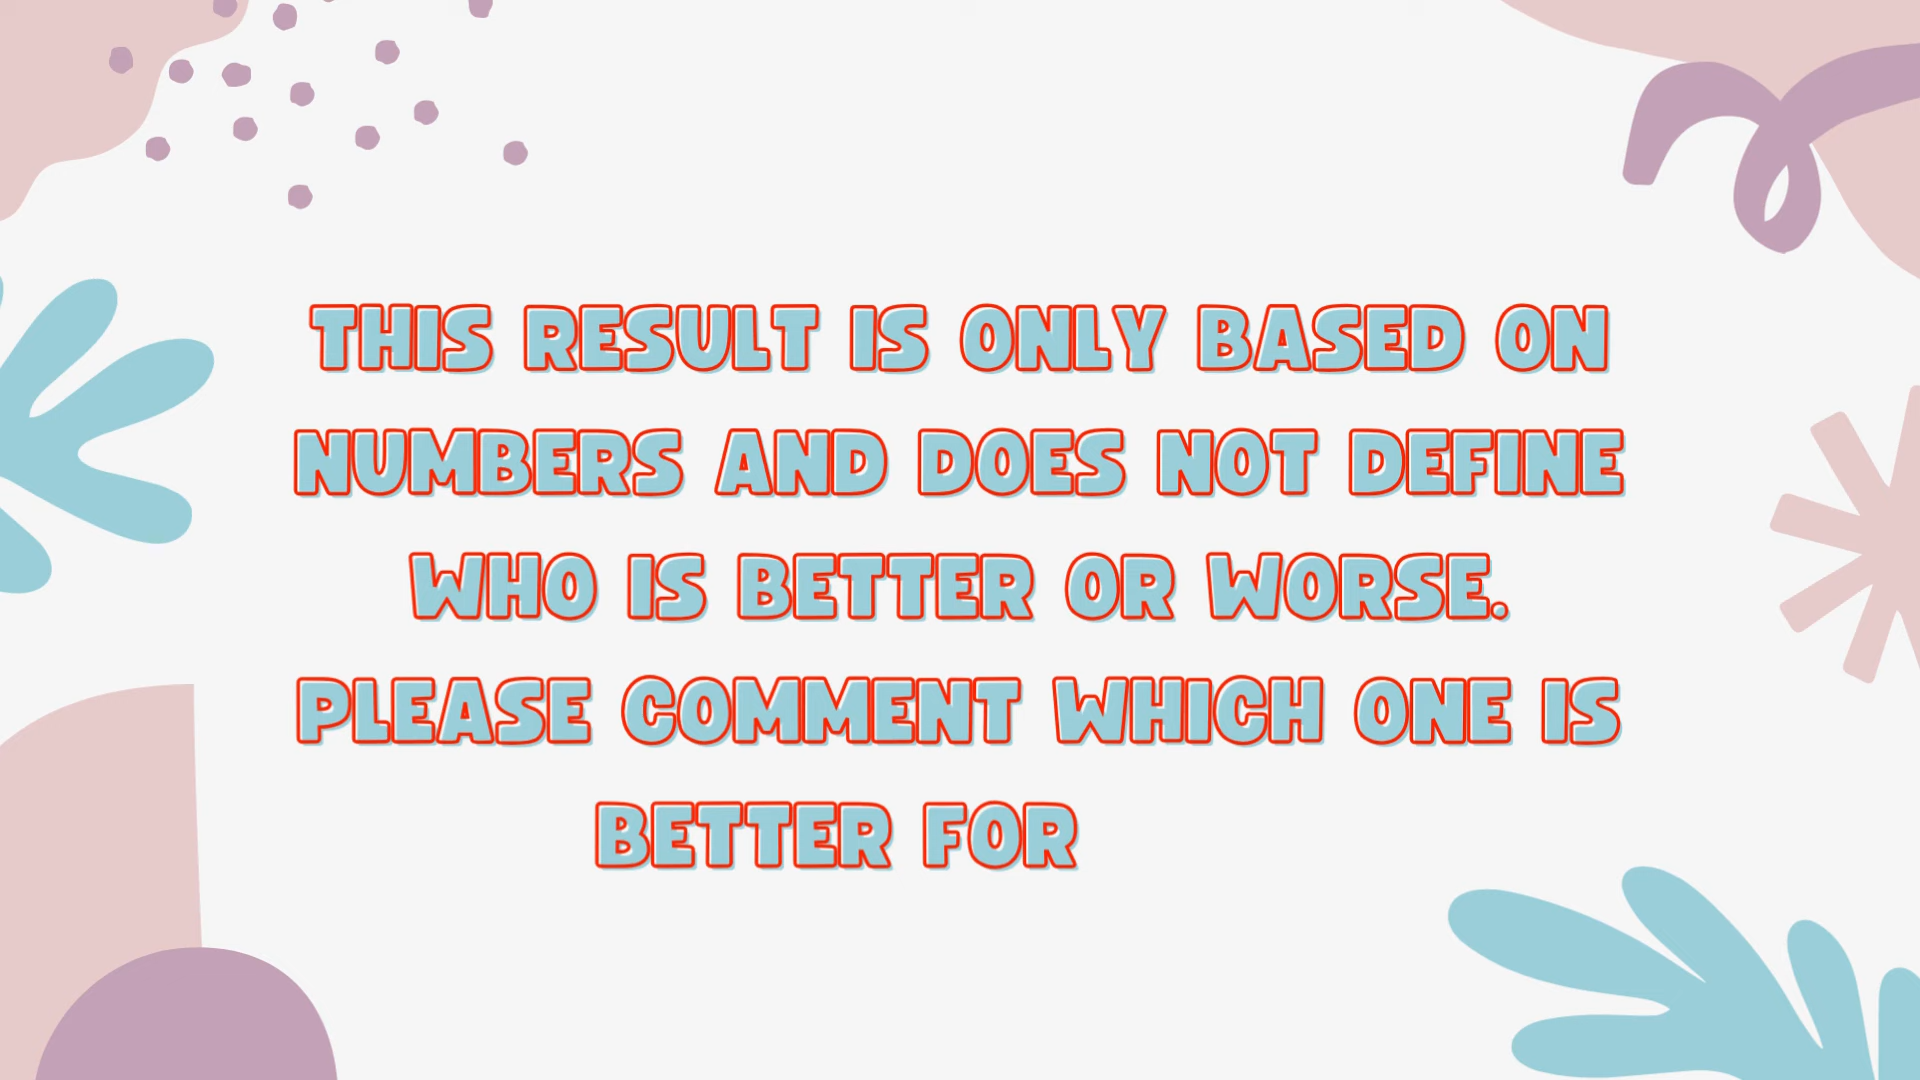 THIS RESULT IS ONLY BASED ON
NUMBERS AND DOES NOT DEFINE
WHO IS BETTER OR WORSE.
PLEASE COMMENT WHICH ONE IS
BETTER FOR